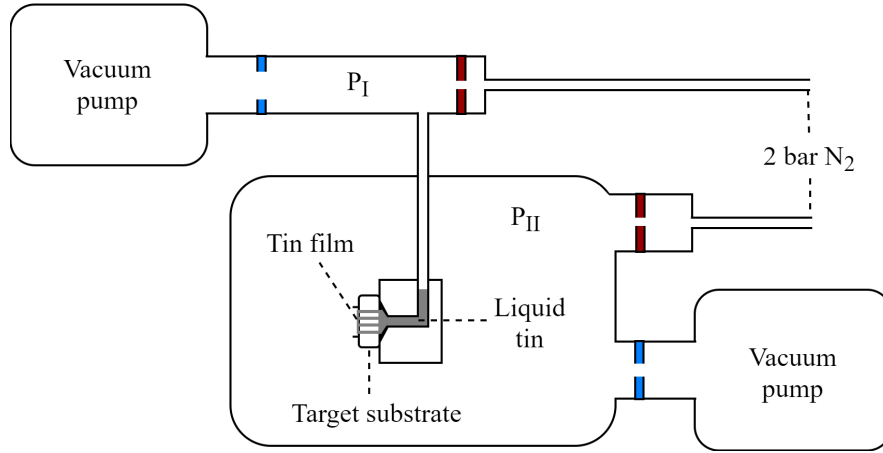 Vacuum
pump
P_I
2 bar N_2
P_II
Tin film
Liquid
tin
Target substrate
Vacuum
pump